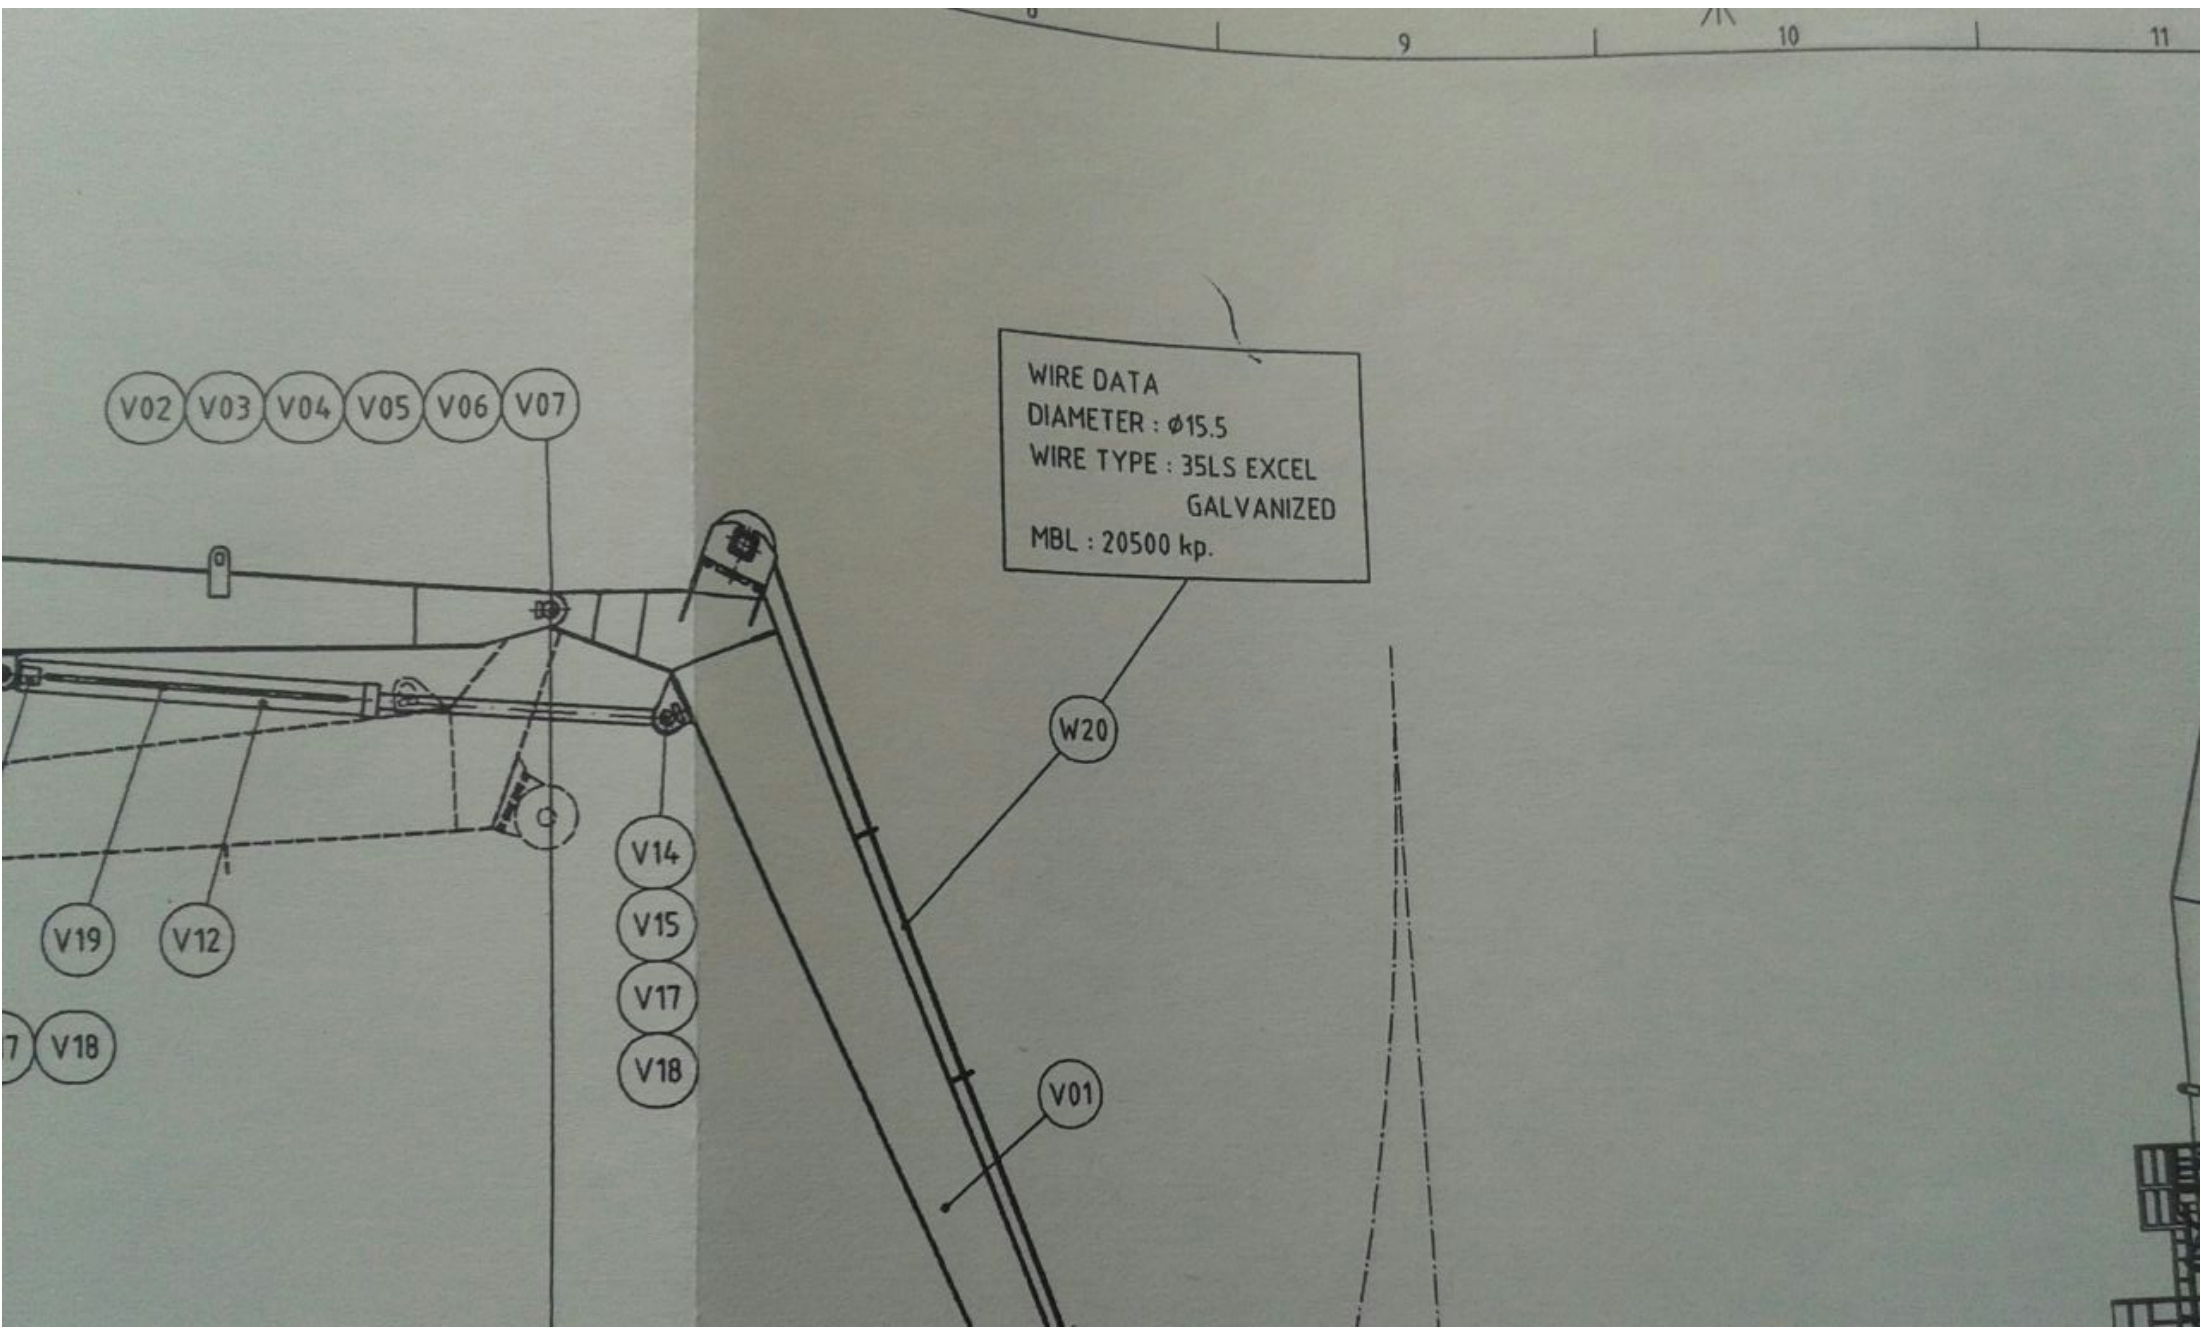 9
10
11
WIRE DATA
DIAMETER : Ø15.5
WIRE TYPE : 35LS EXCEL
GALVANIZED
MBL : 20500 kp.
V02 V03 V04 V05 V06 V07
W20
V14
V15
V17
V18
V19 V12
7 V18
V01